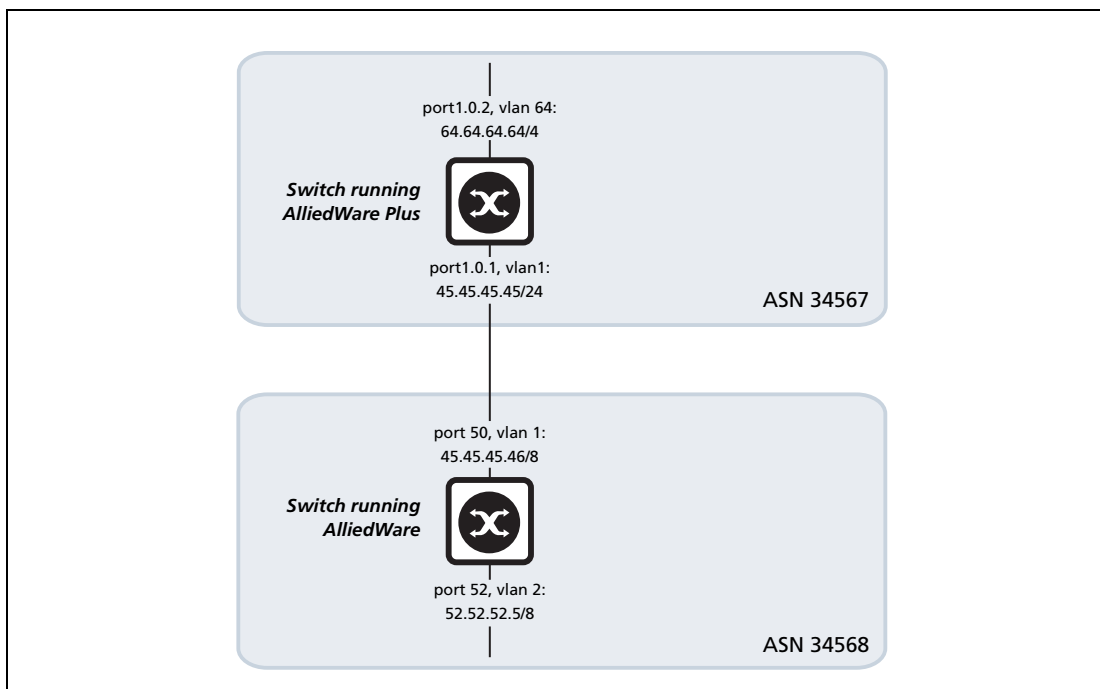 port1.0.2, vlan 64:
64.64.64.64/4
Switch running
AlliedWare Plus
port1.0.1, vlan1:
45.45.45.45/24
ASN 34567
port 50, vlan 1:
45.45.45.46/8
Switch running
AlliedWare
port 52, vlan 2:
52.52.52.5/8
ASN 34568